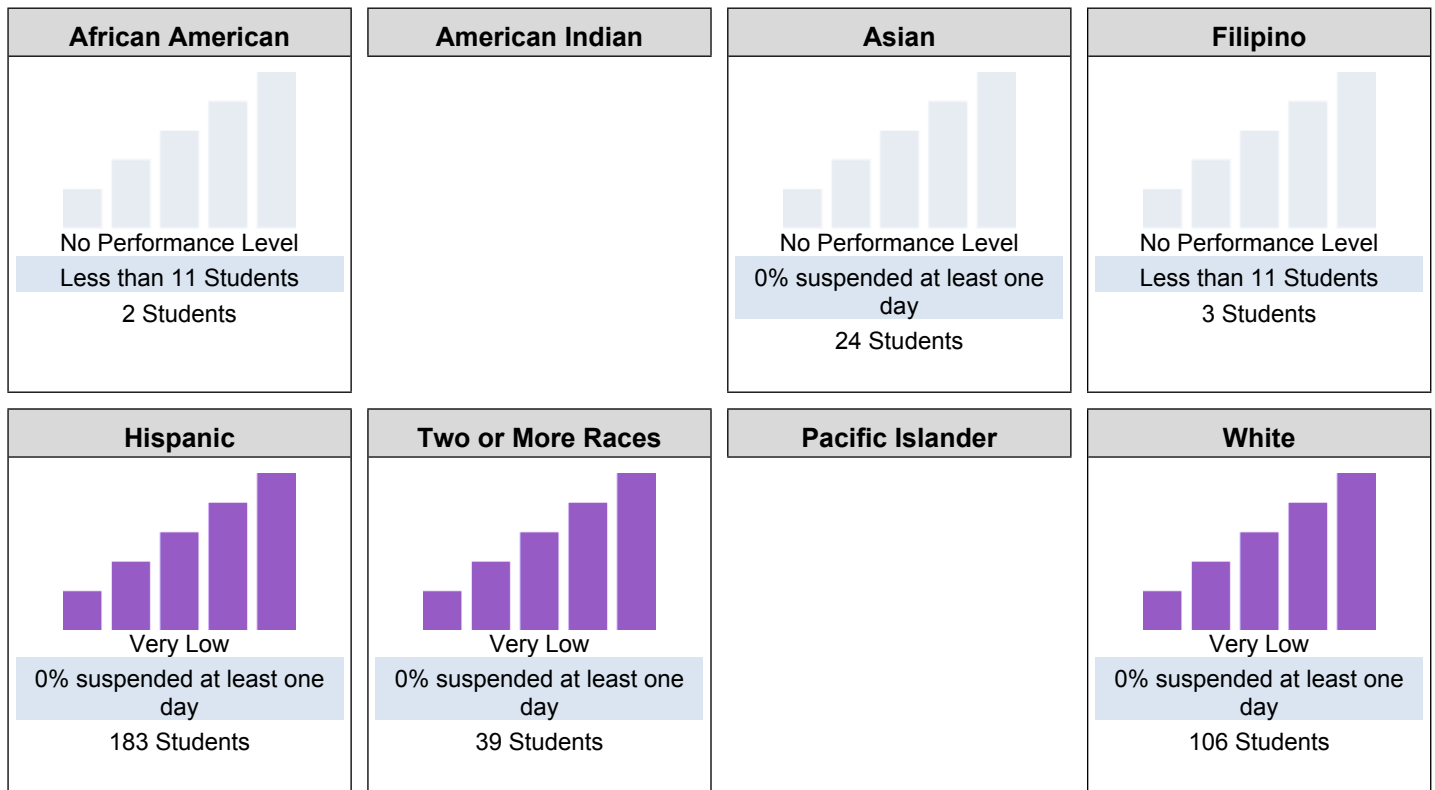 African American
No Performance Level
Less than 11 Students
2 Students
American Indian
Asian
No Performance Level
0% suspended at least one
day
24 Students
Filipino
No Performance Level
Less than 11 Students
3 Students
Hispanic
Very Low
0% suspended at least one
day
183 Students
Two or More Races
Very Low
0% suspended at least one
day
39 Students
Pacific Islander
White
Very Low
0% suspended at least one
day
106 Students